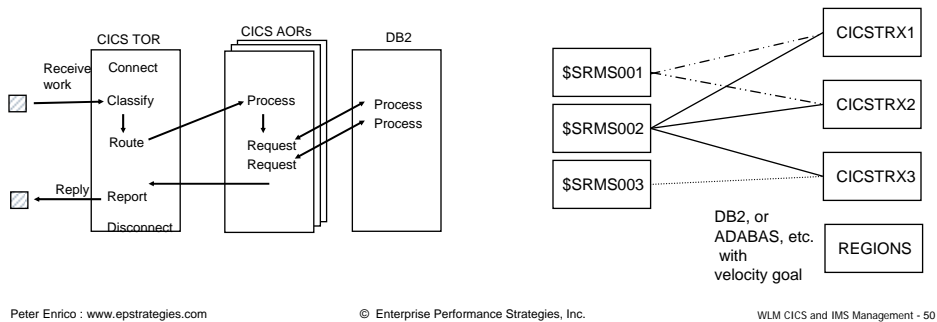 CICS TOR
Connect
Receive
work
Classify
Route
Reply
Report
Disconnect
CICS AORs
Process
Request
Request
DB2
Process
Process
$SRMS001
$SRMS002
$SRMS003
CICSTRX1
CICSTRX2
CICSTRX3
DB2, or
ADABAS, etc.
with
velocity goal
REGIONS
Peter Enrico : www.epstrategies.com
© Enterprise Performance Strategies, Inc.
WLM CICS and IMS Management - 50